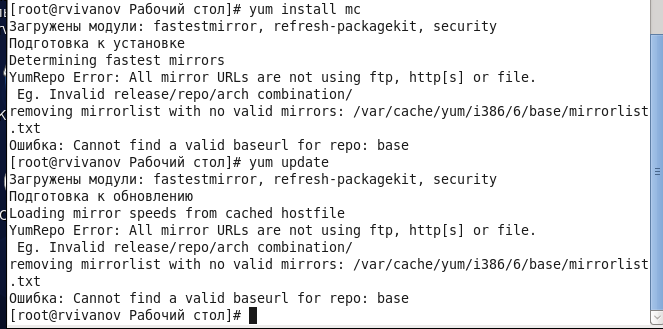 [root@rvivanov Рабочий стол]# yum install mc
Загружены модули: fastestmirror, refresh-packagekit, security
Подготовка к установке
Determining fastest mirrors
YumRepo Error: All mirror URLs are not using ftp, http[s] or file.
 Eg. Invalid release/repo/arch combination/
removing mirrorlist with no valid mirrors: /var/cache/yum/i386/6/base/mirrorlist
.txt
Ошибка: Cannot find a valid baseurl for repo: base
[root@rvivanov Рабочий стол]# yum update
Загружены модули: fastestmirror, refresh-packagekit, security
Подготовка к обновлению
Loading mirror speeds from cached hostfile
YumRepo Error: All mirror URLs are not using ftp, http[s] or file.
 Eg. Invalid release/repo/arch combination/
removing mirrorlist with no valid mirrors: /var/cache/yum/i386/6/base/mirrorlist
.txt
Ошибка: Cannot find a valid baseurl for repo: base
[root@rvivanov Рабочий стол]#